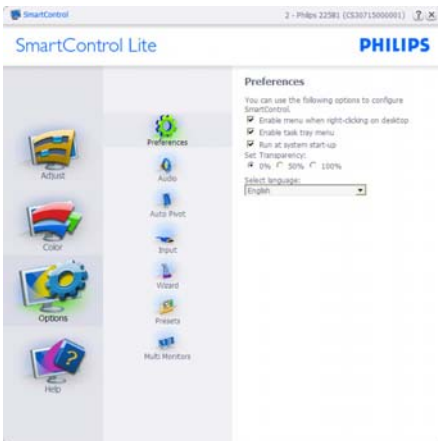 SmartControl
2 - Philips 225B1 (CS30715000001)
SmartControl Lite
PHILIPS
Adjust
Color
Options
Help
Preferences
Audio
Auto Pivot
Input
Wizard
Presets
Multi Monitors
Preferences
You can use the following options to configure
SmartControl.
Enable menu when right-clicking on desktop
Enable task tray menu
Run at system start-up
Set Transparency:
0% 50% 100%
Select language:
English